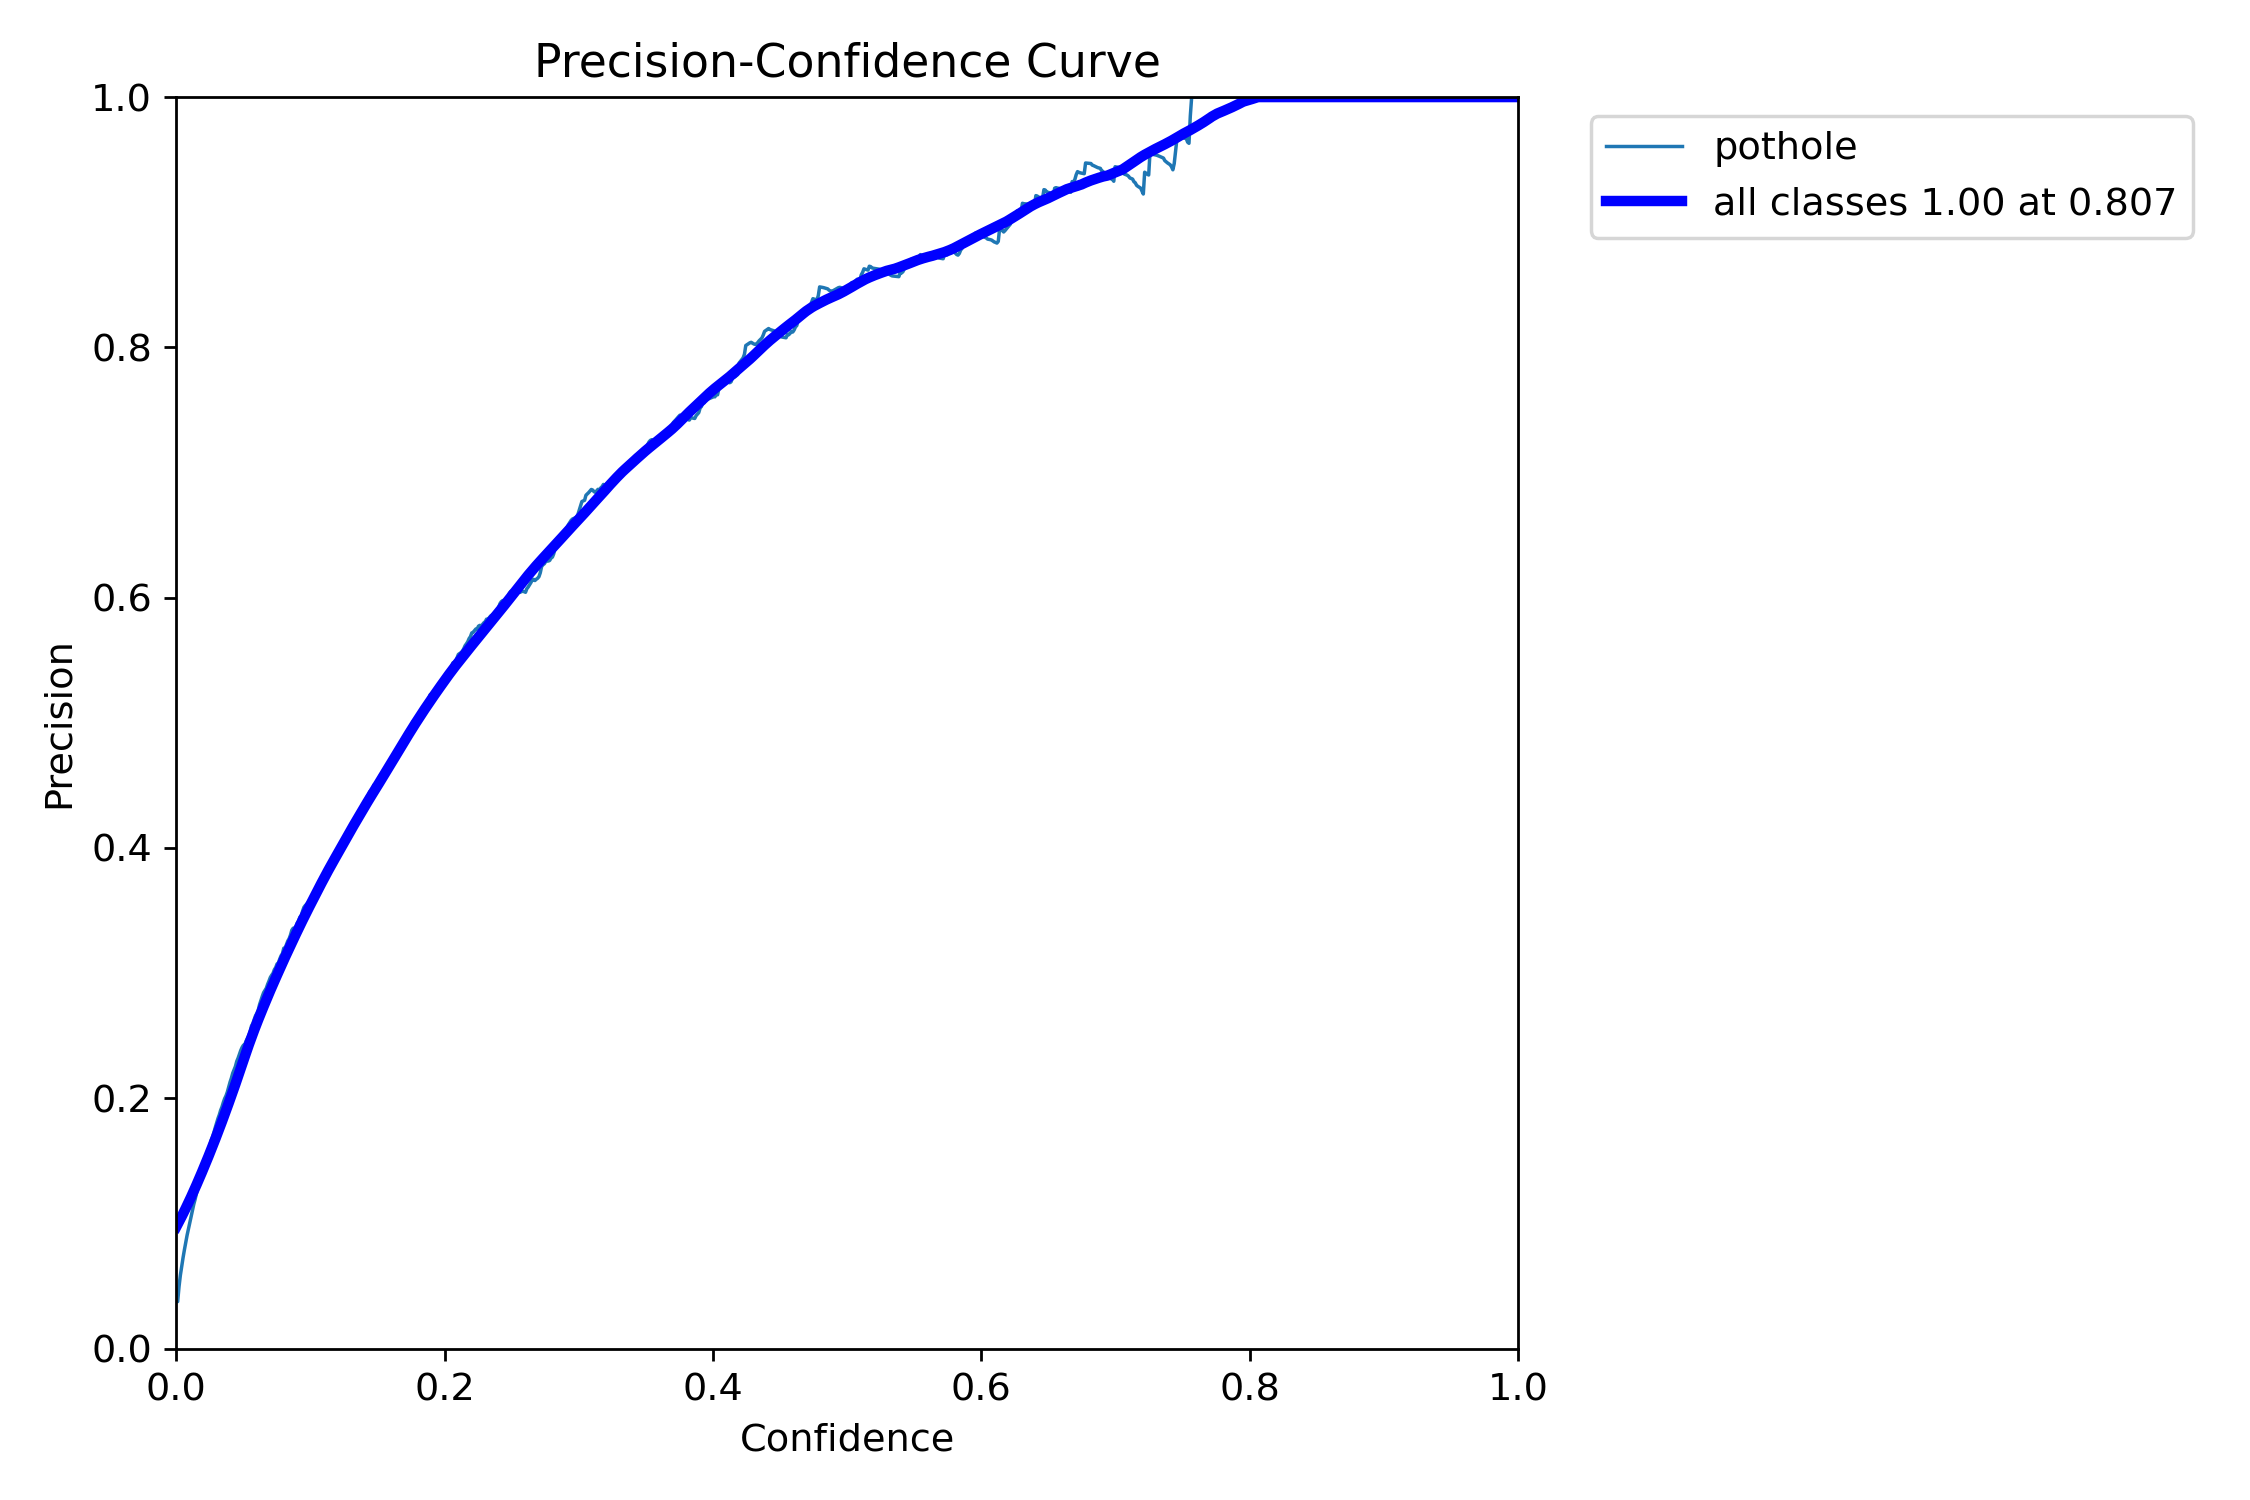 Precision-Confidence Curve
1.0
0.8
0.6
0.4
0.2
0.0
Precision
0.0 0.2 0.4 0.6 0.8 1.0
Confidence
pothole
all classes 1.00 at 0.807